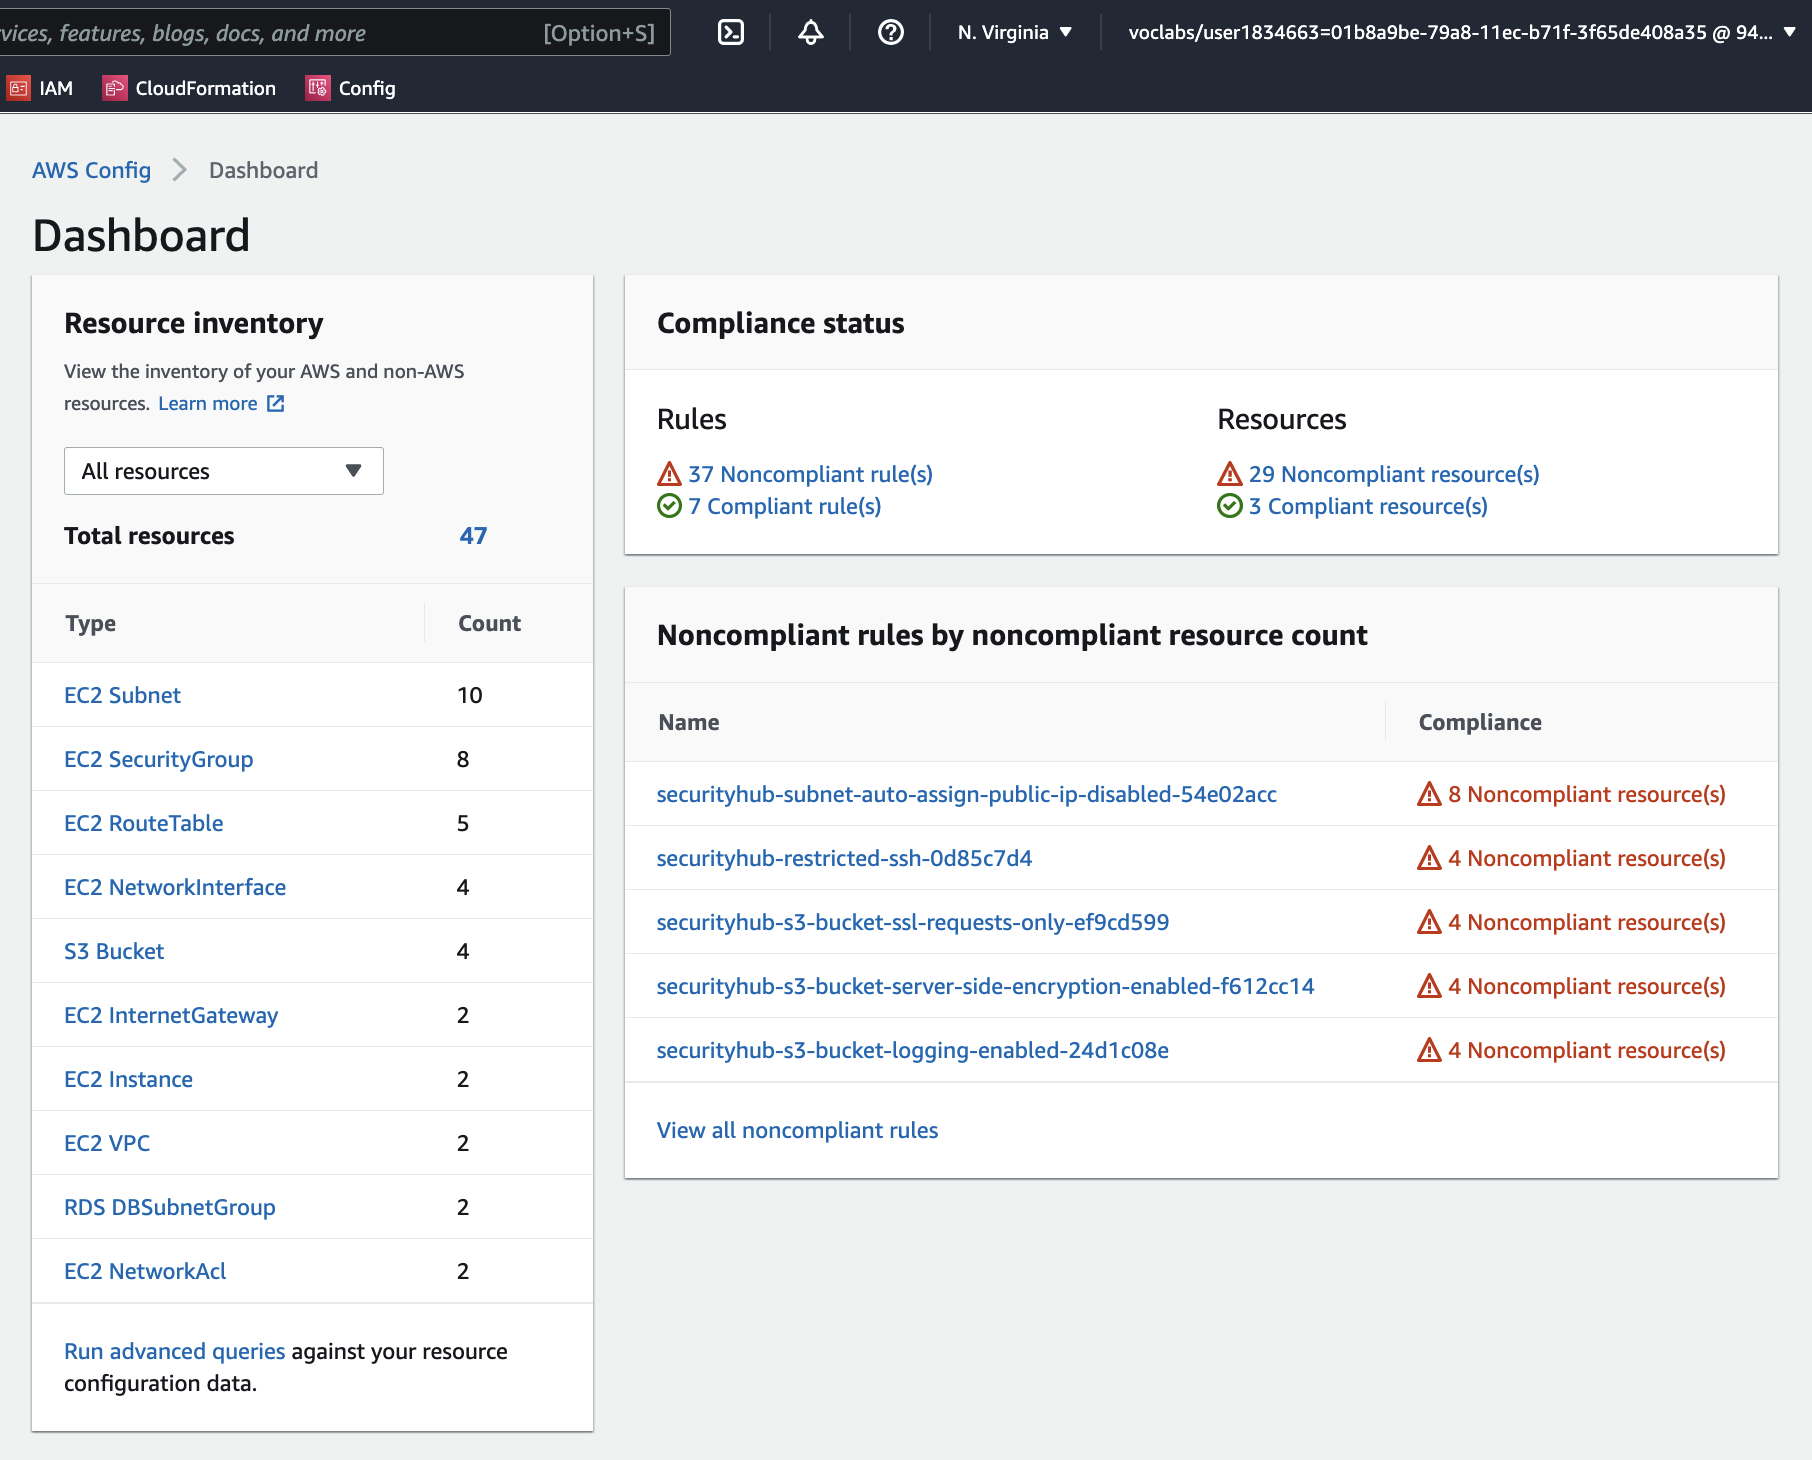 vices, features, blogs, docs, and more [Option+S] N. Virginia voclabs/user1834663=01b8a9be-79a8-11ec-b71f-3f65de408a35 @ 94...
IAM CloudFormation Config
AWS Config Dashboard
Dashboard
Resource inventory
View the inventory of your AWS and non-AWS
resources. Learn more
All resources
Total resources 47
Type Count
EC2 Subnet 10
EC2 SecurityGroup 8
EC2 RouteTable 5
EC2 NetworkInterface 4
S3 Bucket 4
EC2 InternetGateway 2
EC2 Instance 2
EC2 VPC 2
RDS DBSubnetGroup 2
EC2 NetworkAcl 2
Run advanced queries against your resource
configuration data.
Compliance status
Rules
37 Noncompliant rule(s)
7 Compliant rule(s)
Resources
29 Noncompliant resource(s)
3 Compliant resource(s)
Noncompliant rules by noncompliant resource count
Name Compliance
securityhub-subnet-auto-assign-public-ip-disabled-54e02acc 8 Noncompliant resource(s)
securityhub-restricted-ssh-0d85c7d4 4 Noncompliant resource(s)
securityhub-s3-bucket-ssl-requests-only-ef9cd599 4 Noncompliant resource(s)
securityhub-s3-bucket-server-side-encryption-enabled-f612cc14 4 Noncompliant resource(s)
securityhub-s3-bucket-logging-enabled-24d1c08e 4 Noncompliant resource(s)
View all noncompliant rules